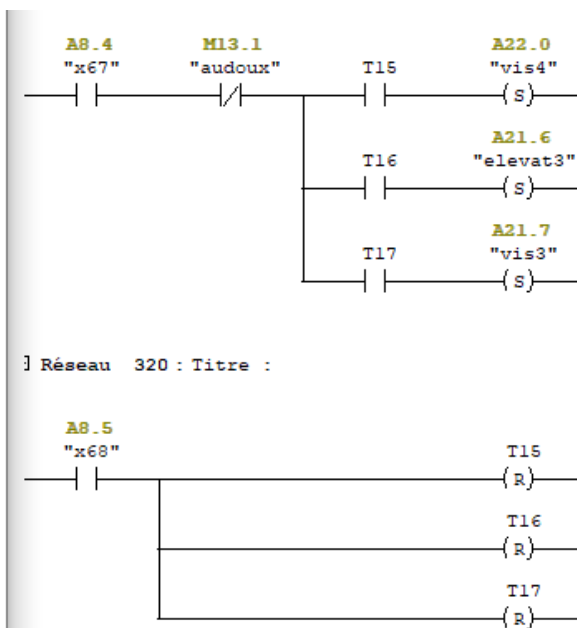 A8.4 M13.1 A22.0
"x67" "audoux" T15 "vis4"
S
A21.6
T16 "elevat3"
S
A21.7
T17 "vis3"
S
Réseau 320 : Titre :
A8.5
"x68" T15
R
T16
R
T17
R